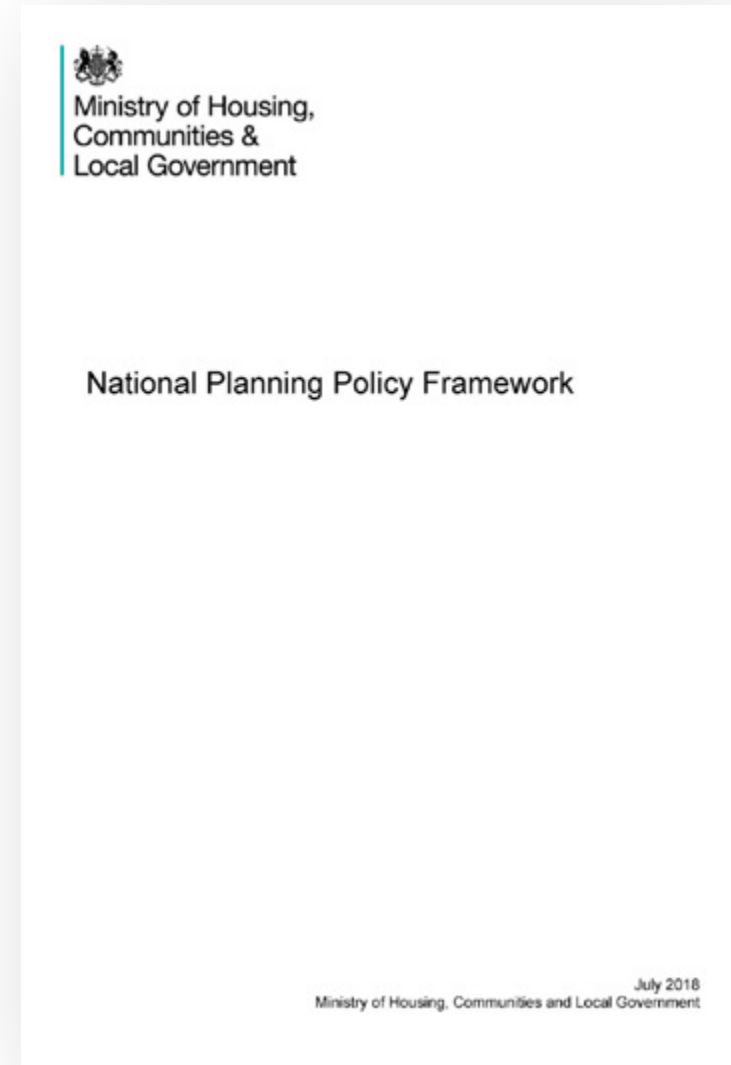 Ministry of Housing,
Communities &
Local Government
National Planning Policy Framework
July 2018
Ministry of Housing, Communities and Local Government